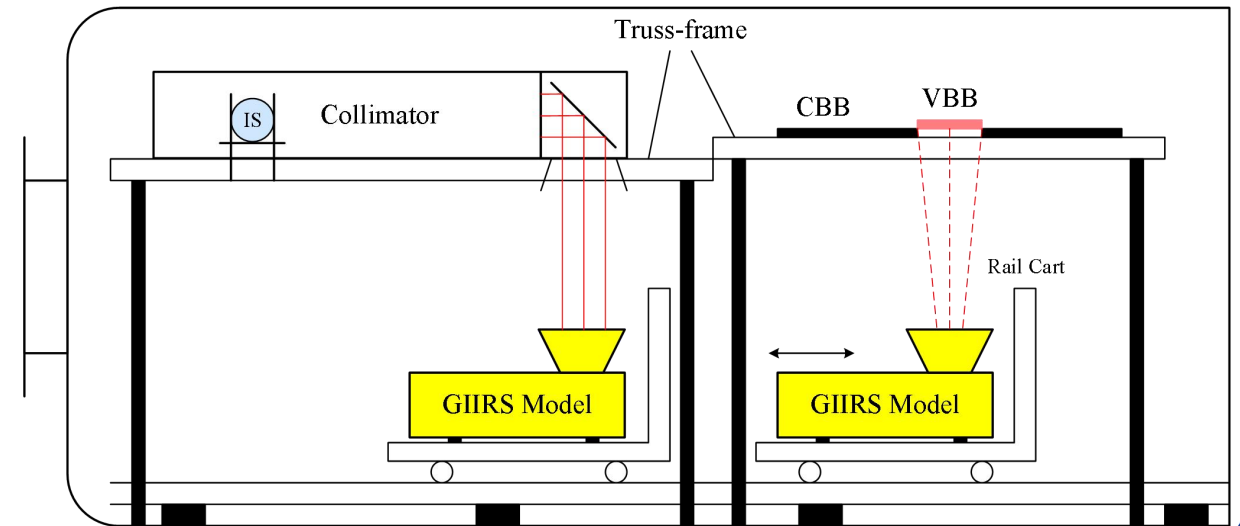 Truss-frame
IS
Collimator
CBB
VBB
Rail Cart
GIIRS Model
GIIRS Model